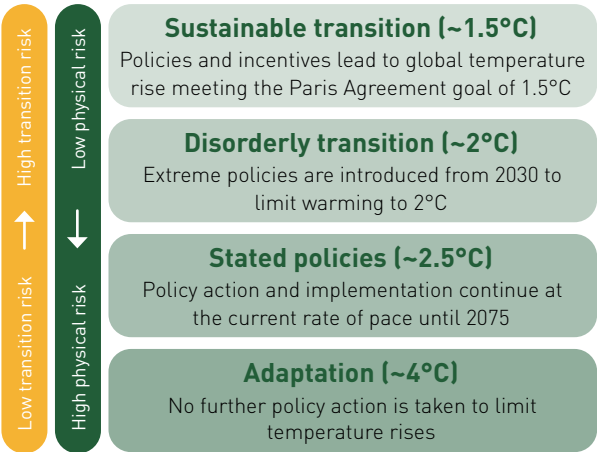 High transition risk
Low transition risk
Low physical risk
High physical risk
Sustainable transition (~1.5°C)
Policies and incentives lead to global temperature
rise meeting the Paris Agreement goal of 1.5°C
Disorderly transition (~2°C)
Extreme policies are introduced from 2030 to
limit warming to 2°C
Stated policies (~2.5°C)
Policy action and implementation continue at
the current rate of pace until 2075
Adaptation (~4°C)
No further policy action is taken to limit
temperature rises